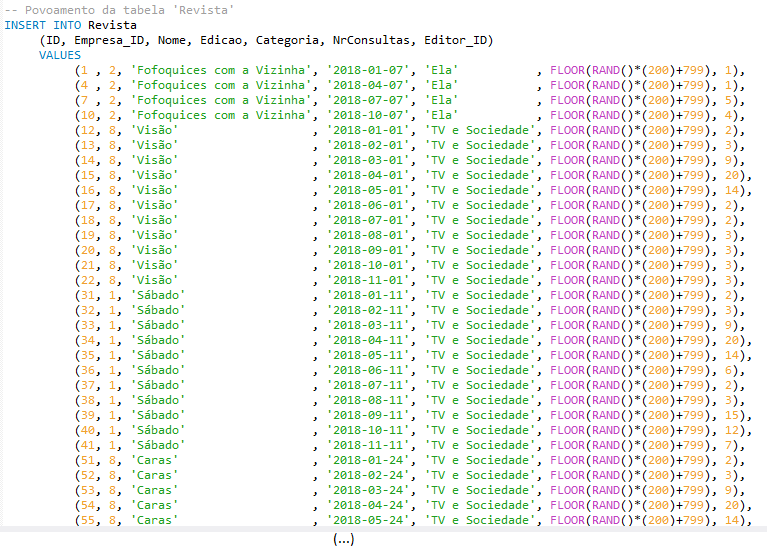 -- Povoamento da tabela 'Revista'
INSERT INTO Revista
(ID, Empresa_ID, Nome, Edicao, Categoria, NrConsultas, Editor_ID)
VALUES
(1 , 2, 'Fofoquices com a Vizinha', '2018-01-07', 'Ela'           , FLOOR(RAND()*(200)+799), 1),
(4 , 2, 'Fofoquices com a Vizinha', '2018-04-07', 'Ela'           , FLOOR(RAND()*(200)+799), 1),
(7 , 2, 'Fofoquices com a Vizinha', '2018-07-07', 'Ela'           , FLOOR(RAND()*(200)+799), 5),
(10, 2, 'Fofoquices com a Vizinha', '2018-10-07', 'Ela'           , FLOOR(RAND()*(200)+799), 4),
(12, 8, 'Visão'                   , '2018-01-01', 'TV e Sociedade', FLOOR(RAND()*(200)+799), 2),
(13, 8, 'Visão'                   , '2018-02-01', 'TV e Sociedade', FLOOR(RAND()*(200)+799), 3),
(14, 8, 'Visão'                   , '2018-03-01', 'TV e Sociedade', FLOOR(RAND()*(200)+799), 9),
(15, 8, 'Visão'                   , '2018-04-01', 'TV e Sociedade', FLOOR(RAND()*(200)+799), 20),
(16, 8, 'Visão'                   , '2018-05-01', 'TV e Sociedade', FLOOR(RAND()*(200)+799), 14),
(17, 8, 'Visão'                   , '2018-06-01', 'TV e Sociedade', FLOOR(RAND()*(200)+799), 2),
(18, 8, 'Visão'                   , '2018-07-01', 'TV e Sociedade', FLOOR(RAND()*(200)+799), 2),
(19, 8, 'Visão'                   , '2018-08-01', 'TV e Sociedade', FLOOR(RAND()*(200)+799), 3),
(20, 8, 'Visão'                   , '2018-09-01', 'TV e Sociedade', FLOOR(RAND()*(200)+799), 3),
(21, 8, 'Visão'                   , '2018-10-01', 'TV e Sociedade', FLOOR(RAND()*(200)+799), 3),
(22, 8, 'Visão'                   , '2018-11-01', 'TV e Sociedade', FLOOR(RAND()*(200)+799), 3),
(31, 1, 'Sábado'                  , '2018-01-11', 'TV e Sociedade', FLOOR(RAND()*(200)+799), 2),
(32, 1, 'Sábado'                  , '2018-02-11', 'TV e Sociedade', FLOOR(RAND()*(200)+799), 3),
(33, 1, 'Sábado'                  , '2018-03-11', 'TV e Sociedade', FLOOR(RAND()*(200)+799), 9),
(34, 1, 'Sábado'                  , '2018-04-11', 'TV e Sociedade', FLOOR(RAND()*(200)+799), 20),
(35, 1, 'Sábado'                  , '2018-05-11', 'TV e Sociedade', FLOOR(RAND()*(200)+799), 14),
(36, 1, 'Sábado'                  , '2018-06-11', 'TV e Sociedade', FLOOR(RAND()*(200)+799), 6),
(37, 1, 'Sábado'                  , '2018-07-11', 'TV e Sociedade', FLOOR(RAND()*(200)+799), 2),
(38, 1, 'Sábado'                  , '2018-08-11', 'TV e Sociedade', FLOOR(RAND()*(200)+799), 3),
(39, 1, 'Sábado'                  , '2018-09-11', 'TV e Sociedade', FLOOR(RAND()*(200)+799), 15),
(40, 1, 'Sábado'                  , '2018-10-11', 'TV e Sociedade', FLOOR(RAND()*(200)+799), 12),
(41, 1, 'Sábado'                  , '2018-11-11', 'TV e Sociedade', FLOOR(RAND()*(200)+799), 7),
(51, 8, 'Caras'                   , '2018-01-24', 'TV e Sociedade', FLOOR(RAND()*(200)+799), 2),
(52, 8, 'Caras'                   , '2018-02-24', 'TV e Sociedade', FLOOR(RAND()*(200)+799), 3),
(53, 8, 'Caras'                   , '2018-03-24', 'TV e Sociedade', FLOOR(RAND()*(200)+799), 9),
(54, 8, 'Caras'                   , '2018-04-24', 'TV e Sociedade', FLOOR(RAND()*(200)+799), 20),
(55, 8, 'Caras'                   , '2018-05-24', 'TV e Sociedade', FLOOR(RAND()*(200)+799), 14),
(...)